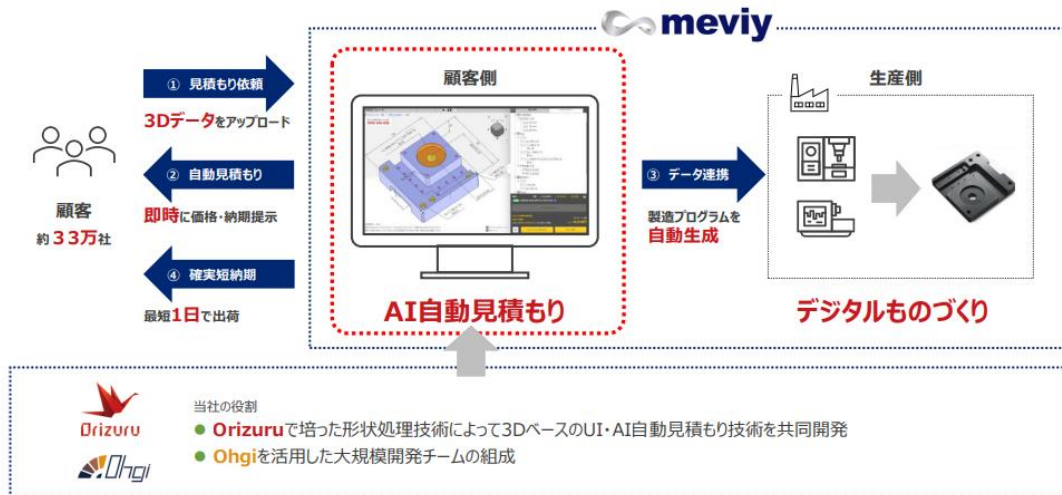 meviy
① 見積もり依頼
3Dデータをアップロード
② 自動見積もり
即時に価格・納期提示
④ 確実短納期
最短1日で出荷
顧客
約33万社
顧客側
AI自動見積もり
③ データ連携
製造プログラムを
自動生成
生産側
デジタルものづくり
Orizuru
Ohgi
当社の役割
● Orizuruで培った形状処理技術によって3DベースのUI・AI自動見積もり技術を共同開発
● Ohgiを活用した大規模開発チームの組成